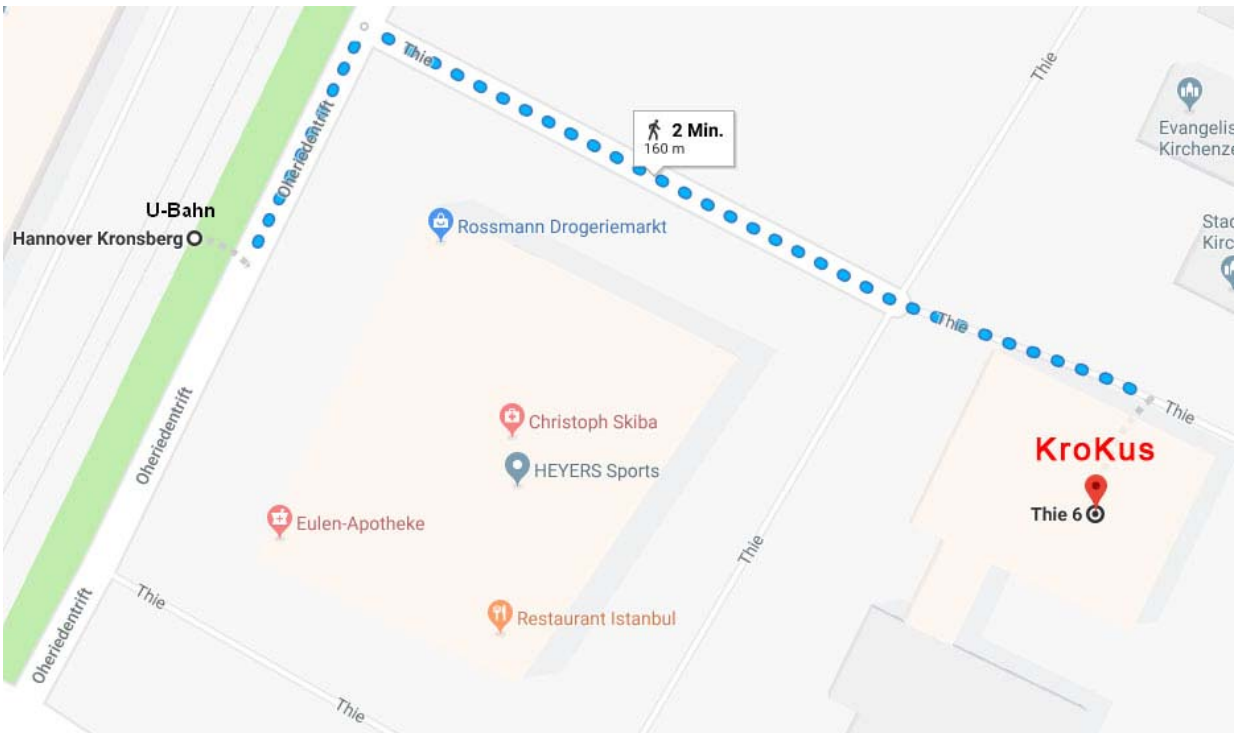 Thie
Thie
2 Min.
160 m
Evangelis
Kirchenze
Oheriedentrift
U-Bahn
Hannover Kronsberg
Rossmann Drogeriemarkt
Stad
Kirc
Thie
Thie
Oheriedentrift
Christoph Skiba
KroKus
HEYERS Sports
Thie 6
Eulen-Apotheke
Thie
Thie
Oheriedentrift
Restaurant Istanbul
Thie